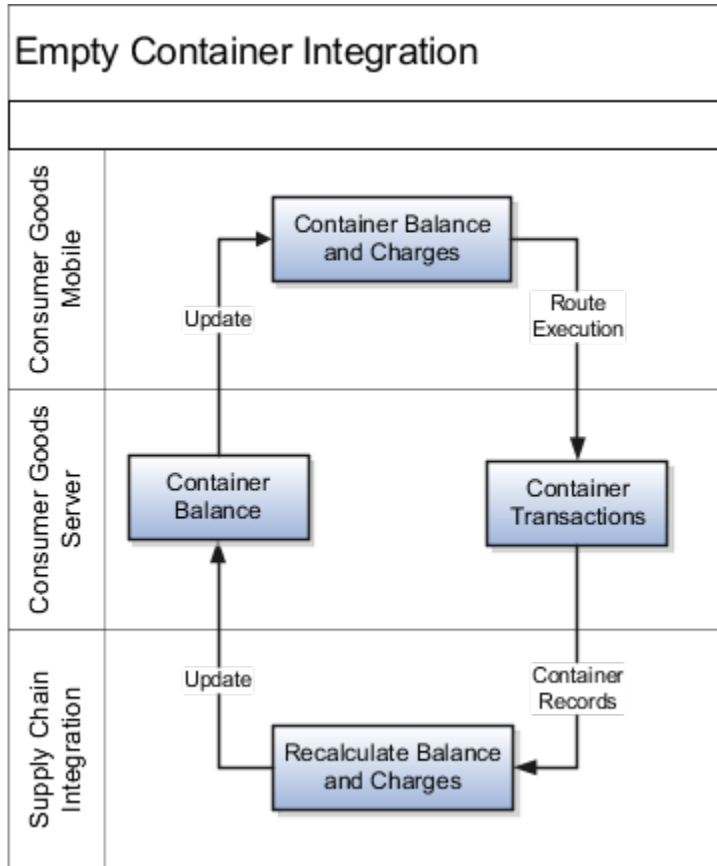 Empty Container Integration
Consumer Goods
Mobile
Container Balance
and Charges
Update
Route
Execution
Consumer Goods
Server
Container
Balance
Container
Transactions
Supply Chain
Integration
Update
Container
Records
Recalculate Balance
and Charges